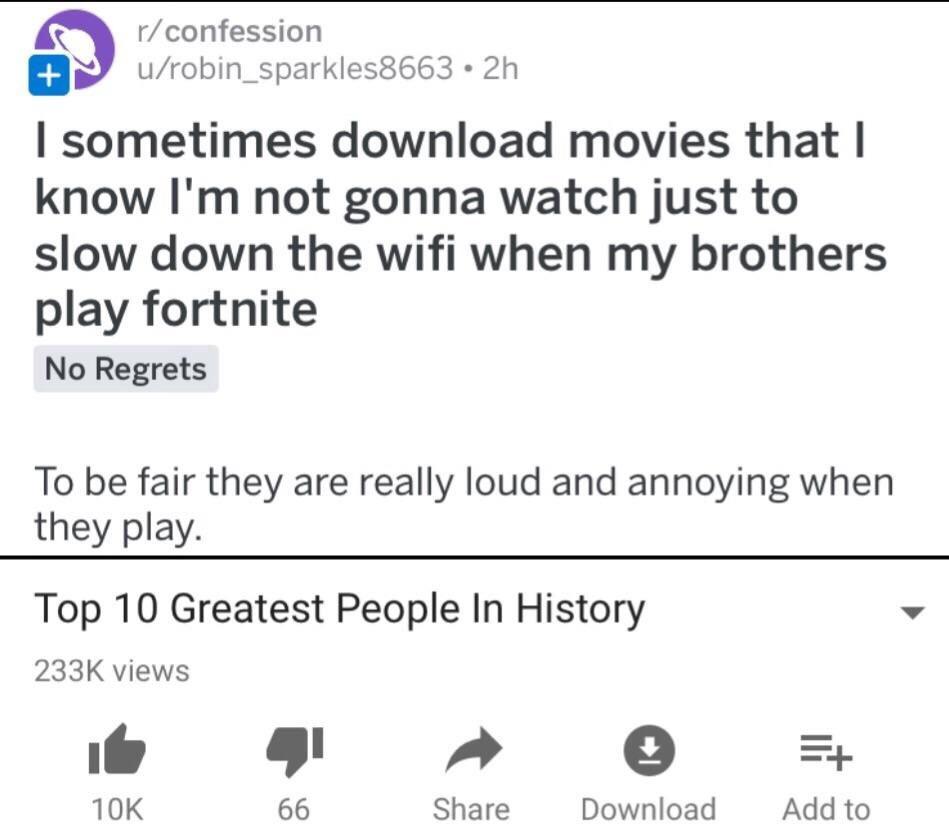 r/confession
u/robin_sparkles8663 • 2h
I sometimes download movies that I
know I'm not gonna watch just to
slow down the wifi when my brothers
play fortnite
No Regrets
To be fair they are really loud and annoying when
they play.
Top 10 Greatest People In History
233K views
10K 66 Share Download Add to